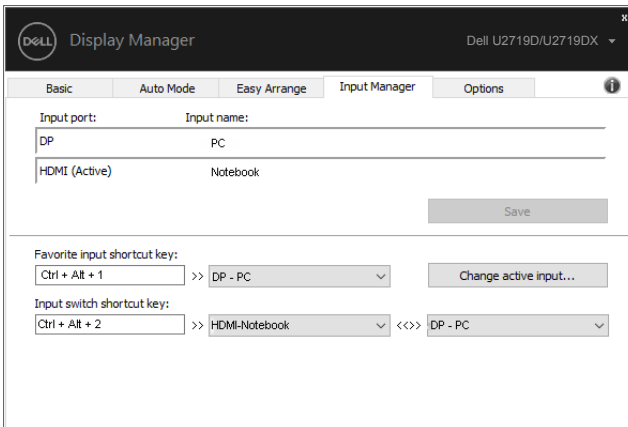 x
DELL Display Manager Dell U2719D/U2719DX
Basic Auto Mode Easy Arrange Input Manager Options i
Input port: Input name:
DP PC
HDMI (Active) Notebook
Save
Favorite input shortcut key:
Ctrl + Alt + 1 >> DP - PC Change active input...
Input switch shortcut key:
Ctrl + Alt + 2 >> HDMI-Notebook <<>> DP - PC